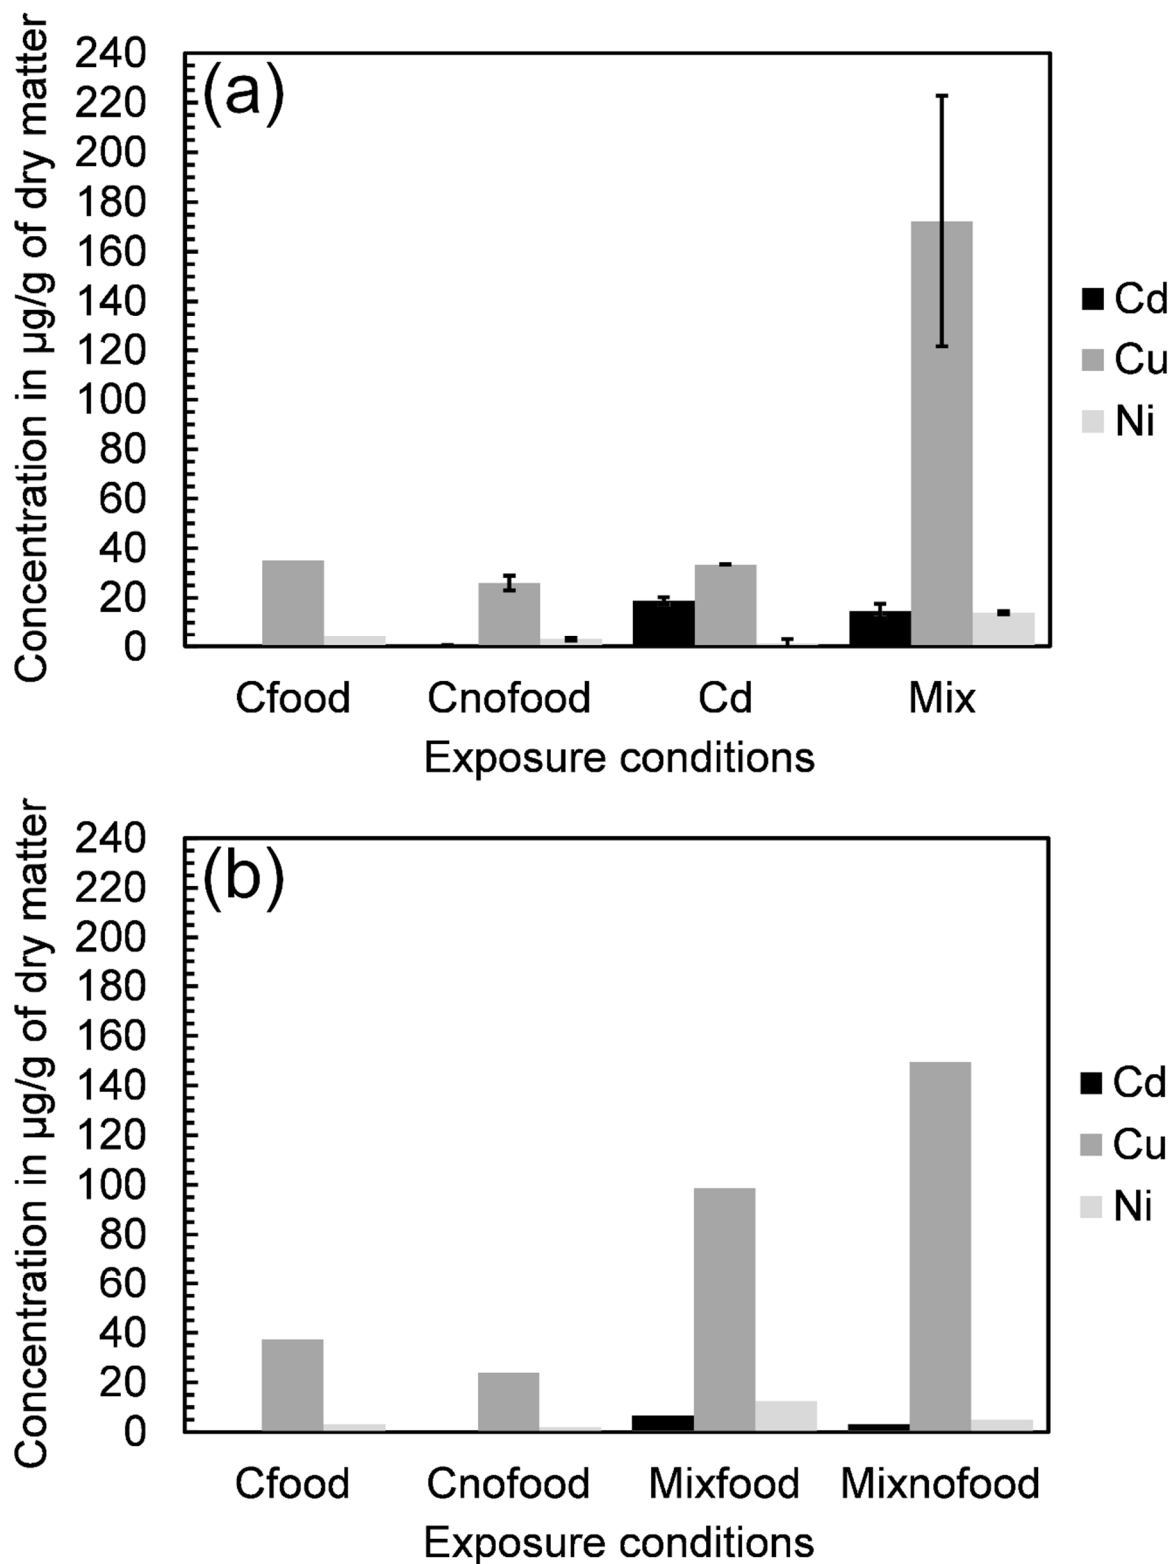 Concentration in µg/g of dry matter
240
220
200
180
160
140
120
100
80
60
40
20
0
(a)
Cd
Cu
Ni
Cfood Cnofood Cd Mix
Exposure conditions
Concentration in µg/g of dry matter
240
220
200
180
160
140
120
100
80
60
40
20
0
(b)
Cd
Cu
Ni
Cfood Cnofood Mixfood Mixnofood
Exposure conditions